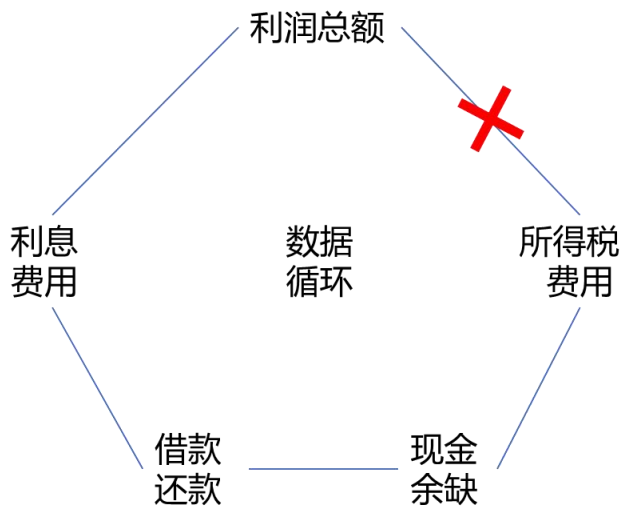 利润总额
利息
费用
数据
循环
所得税
费用
借款
还款
现金
余缺